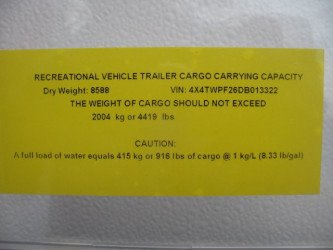 RECREATIONAL VEHICLE TRAILER CARGO CARRYING CAPACITY
Dry Weight: 8588 VIN: 4X4TWPF26DB013322
THE WEIGHT OF CARGO SHOULD NOT EXCEED
2004 kg or 4419 lbs
CAUTION:
A full load of water equals 415 kg or 916 lbs of cargo @ 1 kg/L (8.33 lb/gal)